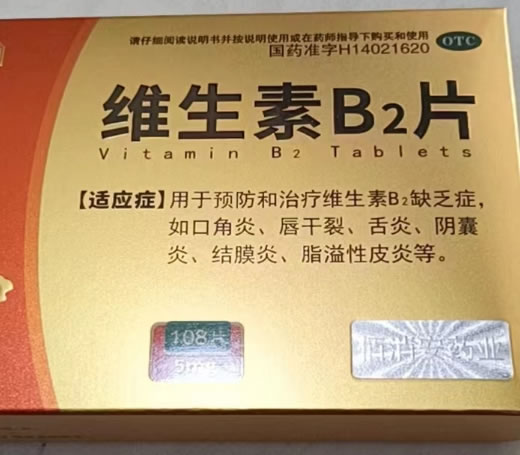 请仔细阅读说明书并按说明使用或在药师指导下购买和使用
国药准字H14021620
OTC
维生素B2片
Vitamin B2 Tablets
【适应症】用于预防和治疗维生素B2缺乏症,
如口角炎、唇干裂、舌炎、阴囊
炎、结膜炎、脂溢性皮炎等。
108片
5mg